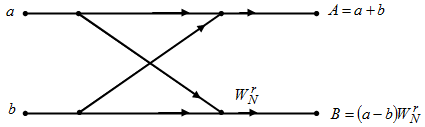 a
A = a + b
b
W_N^r
B = (a − b)W_N^r